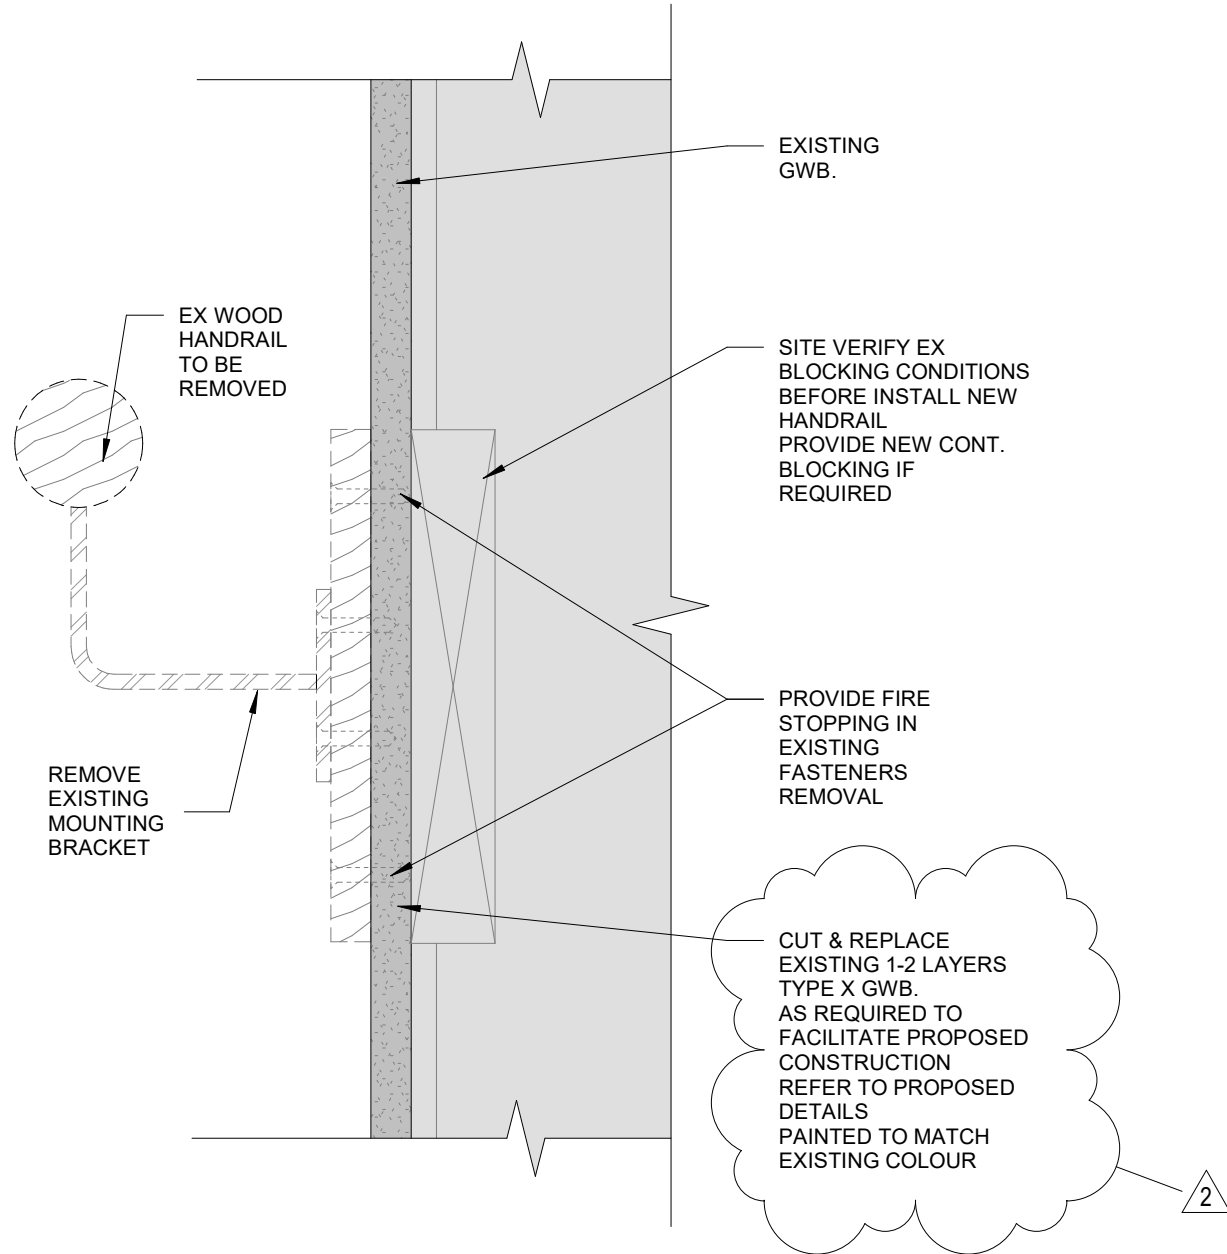 EXISTING
GWB.
EX WOOD
HANDRAIL
TO BE
REMOVED
SITE VERIFY EX
BLOCKING CONDITIONS
BEFORE INSTALL NEW
HANDRAIL
PROVIDE NEW CONT.
BLOCKING IF
REQUIRED
PROVIDE FIRE
STOPPING IN
EXISTING
FASTENERS
REMOVAL
REMOVE
EXISTING
MOUNTING
BRACKET
CUT & REPLACE
EXISTING 1-2 LAYERS
TYPE X GWB.
AS REQUIRED TO
FACILITATE PROPOSED
CONSTRUCTION
REFER TO PROPOSED
DETAILS
PAINTED TO MATCH
EXISTING COLOUR
2